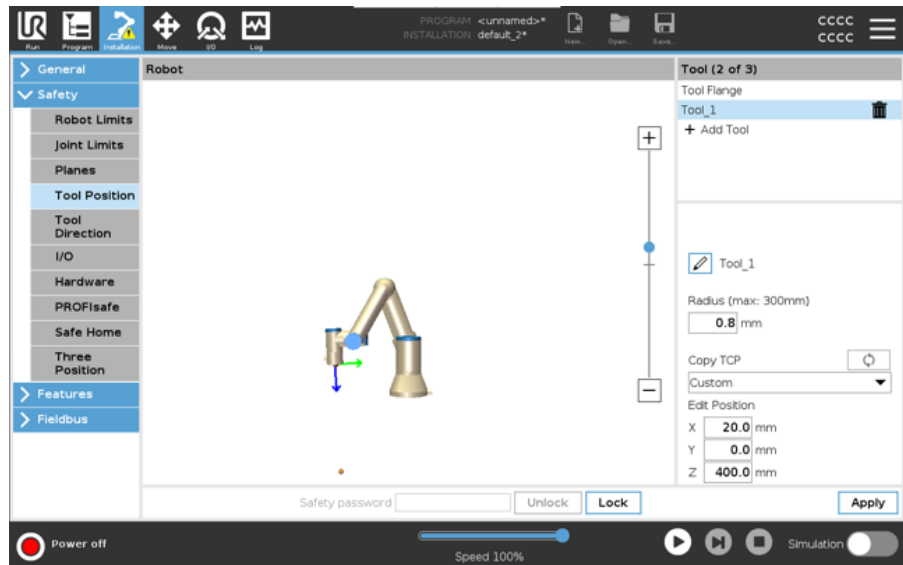 PROGRAM <unnamed>*
INSTALLATION default_2*
UR
Run
Program
Installation
Move
I/O
Log
New...
Open...
Save...
cccc
cccc
General
Safety
Robot Limits
Joint Limits
Planes
Tool Position
Tool
Direction
I/O
Hardware
PROFIsafe
Safe Home
Three
Position
Features
Fieldbus
Robot
+
−
Safety password
Unlock
Lock
Tool (2 of 3)
Tool Flange
Tool_1
+ Add Tool
Tool_1
Radius (max: 300mm)
0.8 mm
Copy TCP
Custom
Edit Position
X 20.0 mm
Y 0.0 mm
Z 400.0 mm
Apply
Power off
Speed 100%
Simulation